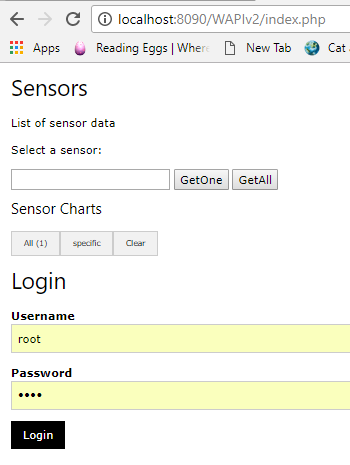 localhost:8090/WAPIv2/index.php
Apps Reading Eggs | Where New Tab Cat a
Sensors
List of sensor data
Select a sensor:
GetOne GetAll
Sensor Charts
All (1) specific Clear
Login
Username
root
Password
••••
Login